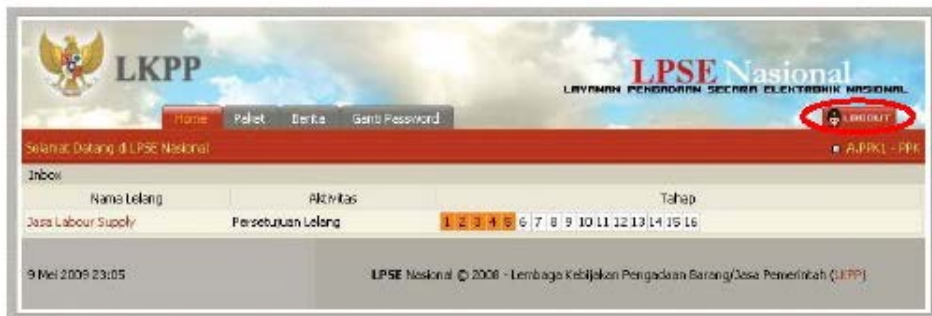 LKPP
LPSE Nasional
LAYANAN PENGADAAN SECARA ELEKTRONIK NASIONAL
Home Paket Berita Ganti Password
LOGOUT
Selamat Datang di LPSE Nasional
A.PPK1 - PPK
Inbox
Nama Lelang Aktivitas Tahap
Jasa Labour Supply Persetujuan Lelang 1 2 3 4 5 6 7 8 9 10 11 12 13 14 15 16
9 Mei 2009 23:05
LPSE Nasional © 2008 - Lembaga Kebijakan Pengadaan Barang/Jasa Pemerintah (LKPP)